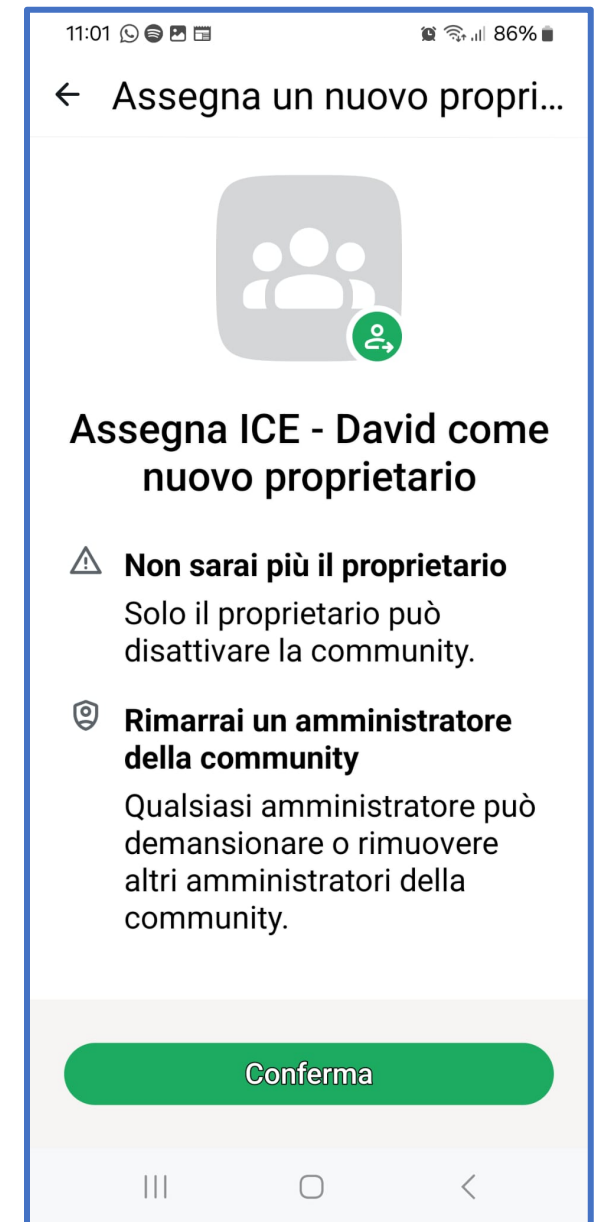 11:01 86%
Assegna un nuovo propri...
Assegna ICE - David come
nuovo proprietario
Non sarai più il proprietario
Solo il proprietario può
disattivare la community.
Rimarrai un amministratore
della community
Qualsiasi amministratore può
demansionare o rimuovere
altri amministratori della
community.
Conferma